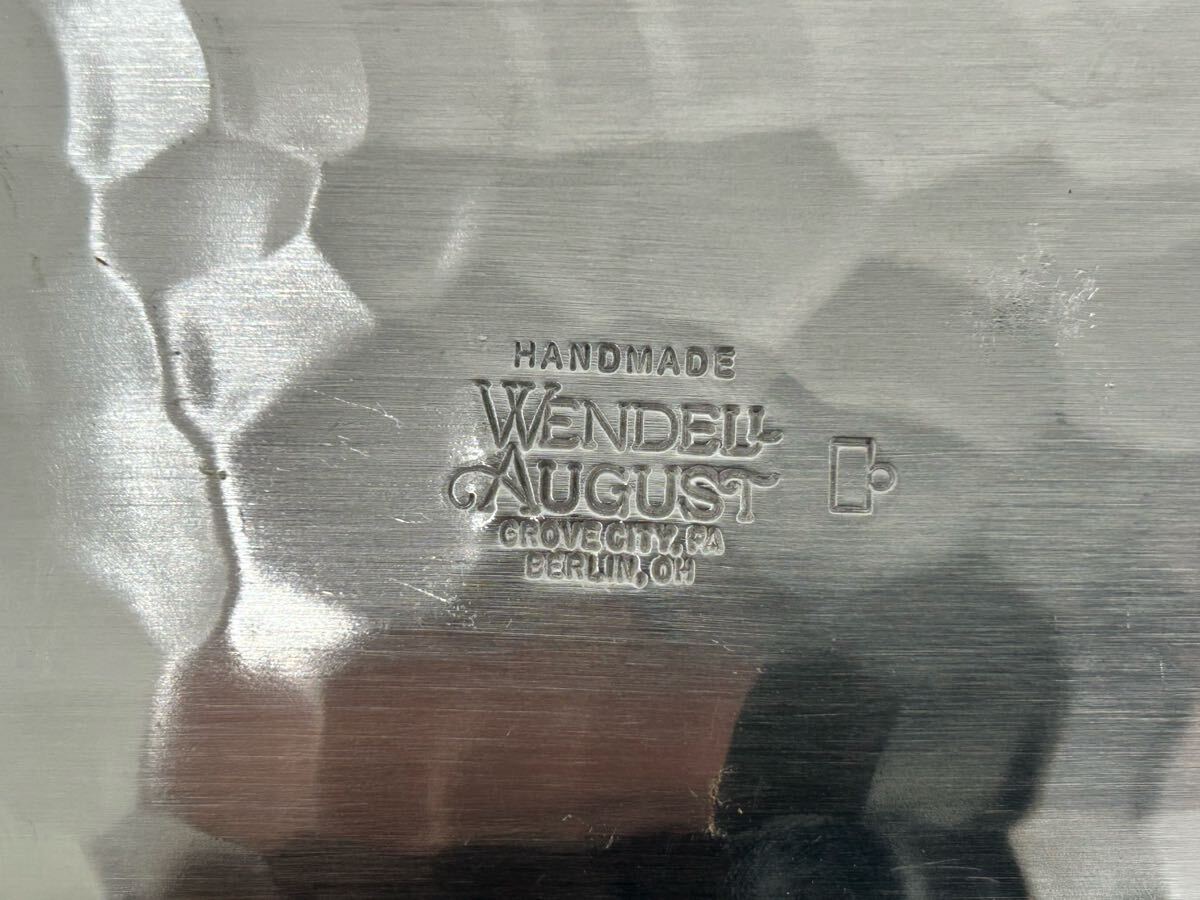 HANDMADE
WENDELL
AUGUST
GROVE CITY, PA
BERLIN, OH